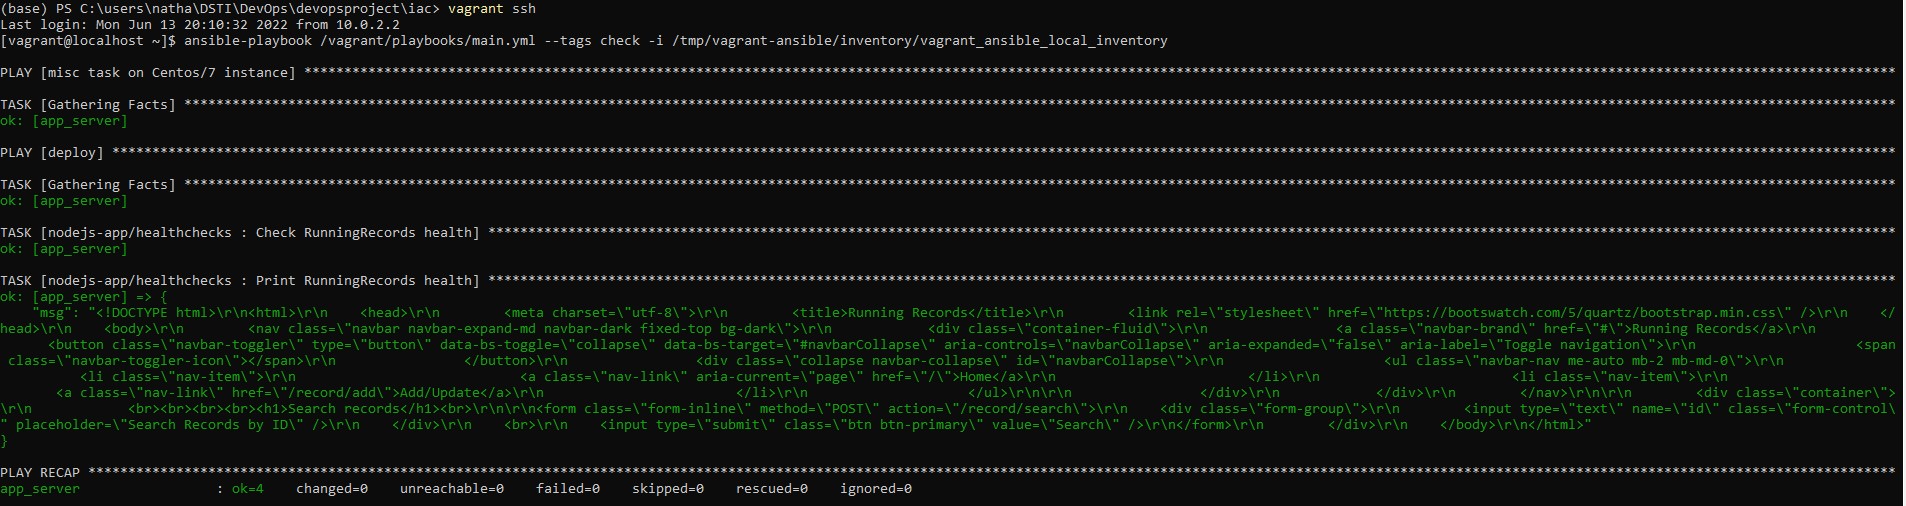 (base) PS C:\users\natha\DSTI\DevOps\devopsproject\iac> vagrant ssh
Last login: Mon Jun 13 20:10:32 2022 from 10.0.2.2
[vagrant@localhost ~]$ ansible-playbook /vagrant/playbooks/main.yml --tags check -i /tmp/vagrant-ansible/inventory/vagrant_ansible_local_inventory
PLAY [misc task on Centos/7 instance] ****************************************************************
TASK [Gathering Facts] ****************************************************************
ok: [app_server]
PLAY [deploy] ****************************************************************
TASK [Gathering Facts] ****************************************************************
ok: [app_server]
TASK [nodejs-app/healthchecks : Check RunningRecords health] ****************************************************************
ok: [app_server]
TASK [nodejs-app/healthchecks : Print RunningRecords health] ****************************************************************
ok: [app_server] => {
    "msg": "<!DOCTYPE html>\r\n<html>\r\n    <head>\r\n        <meta charset=\"utf-8\">\r\n        <title>Running Records</title>\r\n        <link rel=\"stylesheet\" href=\"https://bootswatch.com/5/quartz/bootstrap.min.css\" />\r\n    </
head>\r\n    <body>\r\n        <nav class=\"navbar navbar-expand-md navbar-dark fixed-top bg-dark\">\r\n            <div class=\"container-fluid\">\r\n                <a class=\"navbar-brand\" href=\"#\">Running Records</a>\r\n
      <button class=\"navbar-toggler\" type=\"button\" data-bs-toggle=\"collapse\" data-bs-target=\"#navbarCollapse\" aria-controls=\"navbarCollapse\" aria-expanded=\"false\" aria-label=\"Toggle navigation\">\r\n                    <span
 class=\"navbar-toggler-icon\"></span>\r\n                </button>\r\n                <div class=\"collapse navbar-collapse\" id=\"navbarCollapse\">\r\n                    <ul class=\"navbar-nav me-auto mb-2 mb-md-0\">\r\n
          <li class=\"nav-item\">\r\n                            <a class=\"nav-link\" aria-current=\"page\" href=\"/\">Home</a>\r\n                        </li>\r\n                        <li class=\"nav-item\">\r\n
       <a class=\"nav-link\" href=\"/record/add\">Add/Update</a>\r\n                        </li>\r\n                    </ul>\r\n\r\n                </div>\r\n            </div>\r\n        </nav>\r\n\r\n        <div class=\"container\">
\r\n            <br><br><br><br><h1>Search records</h1><br>\r\n\r\n\r\n<form class=\"form-inline\" method=\"POST\" action=\"/record/search\">\r\n    <div class=\"form-group\">\r\n        <input type=\"text\" name=\"id\" class=\"form-control\
" placeholder=\"Search Records by ID\" />\r\n    </div>\r\n    <br>\r\n    <input type=\"submit\" class=\"btn btn-primary\" value=\"Search\" />\r\n</form>\r\n        </div>\r\n    </body>\r\n</html>"
}
PLAY RECAP ****************************************************************
app_server                 : ok=4    changed=0    unreachable=0    failed=0    skipped=0    rescued=0    ignored=0